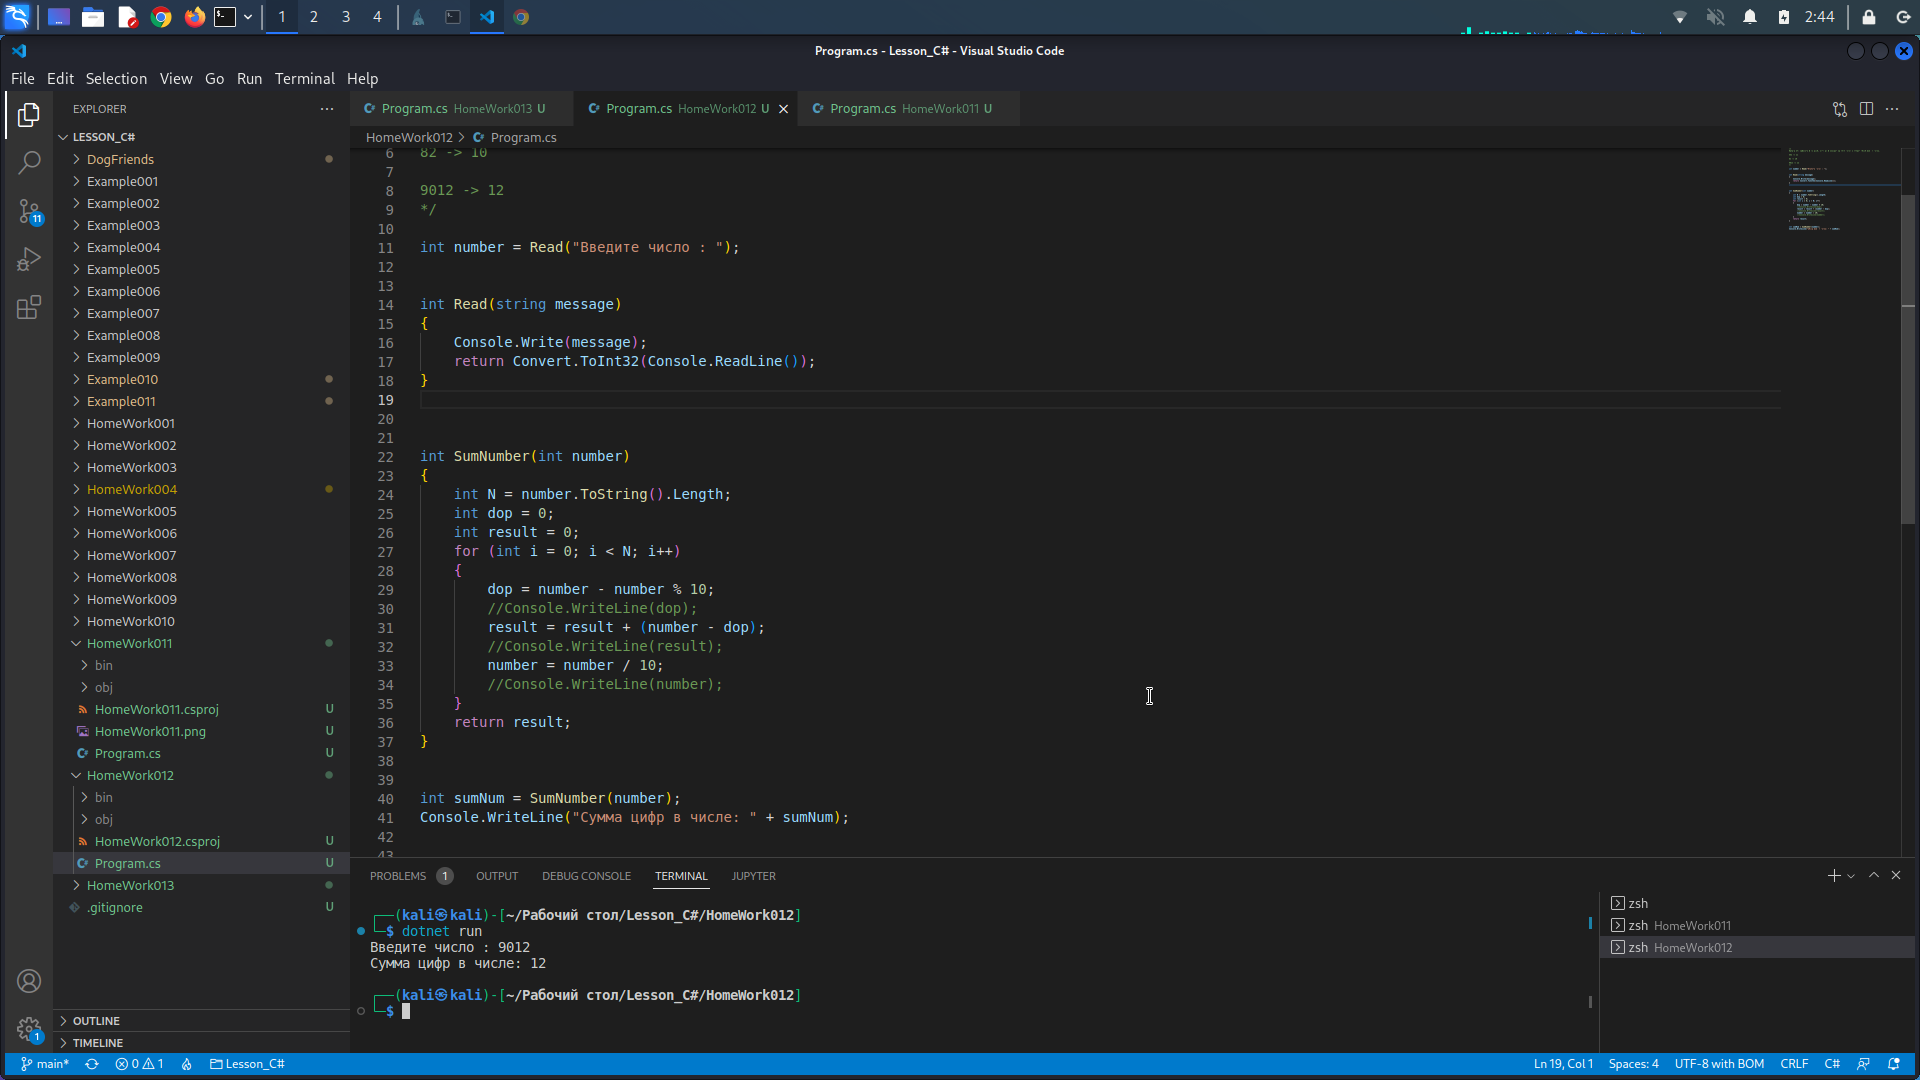 1 2 3 4 2:44
Program.cs - Lesson_C# - Visual Studio Code
File Edit Selection View Go Run Terminal Help
EXPLORER
LESSON_C#
DogFriends
Example001
Example002
Example003
Example004
Example005
Example006
Example007
Example008
Example009
Example010
Example011
HomeWork001
HomeWork002
HomeWork003
HomeWork004
HomeWork005
HomeWork006
HomeWork007
HomeWork008
HomeWork009
HomeWork010
HomeWork011
bin
obj
HomeWork011.csproj U
HomeWork011.png U
Program.cs U
HomeWork012
bin
obj
HomeWork012.csproj U
Program.cs U
HomeWork013
.gitignore U
OUTLINE
TIMELINE
11
1
Program.cs HomeWork013 U Program.cs HomeWork012 U Program.cs HomeWork011 U
HomeWork012 > Program.cs
6 82 -> 10
7
8 9012 -> 12
9 */
10
11 int number = Read("Введите число : ");
12
13
14 int Read(string message)
15 {
16 Console.Write(message);
17 return Convert.ToInt32(Console.ReadLine());
18 }
19
20
21
22 int SumNumber(int number)
23 {
24 int N = number.ToString().Length;
25 int dop = 0;
26 int result = 0;
27 for (int i = 0; i < N; i++)
28 {
29 dop = number - number % 10;
30 //Console.WriteLine(dop);
31 result = result + (number - dop);
32 //Console.WriteLine(result);
33 number = number / 10;
34 //Console.WriteLine(number);
35 }
36 return result;
37 }
38
39
40 int sumNum = SumNumber(number);
41 Console.WriteLine("Сумма цифр в числе: " + sumNum);
42
43
PROBLEMS 1 OUTPUT DEBUG CONSOLE TERMINAL JUPYTER
┌──(kali㉿kali)-[~/Рабочий стол/Lesson_C#/HomeWork012]
└─$ dotnet run
Введите число : 9012
Сумма цифр в числе: 12
┌──(kali㉿kali)-[~/Рабочий стол/Lesson_C#/HomeWork012]
└─$
zsh
zsh HomeWork011
zsh HomeWork012
main* 0 1 Lesson_C# Ln 19, Col 1 Spaces: 4 UTF-8 with BOM CRLF C#